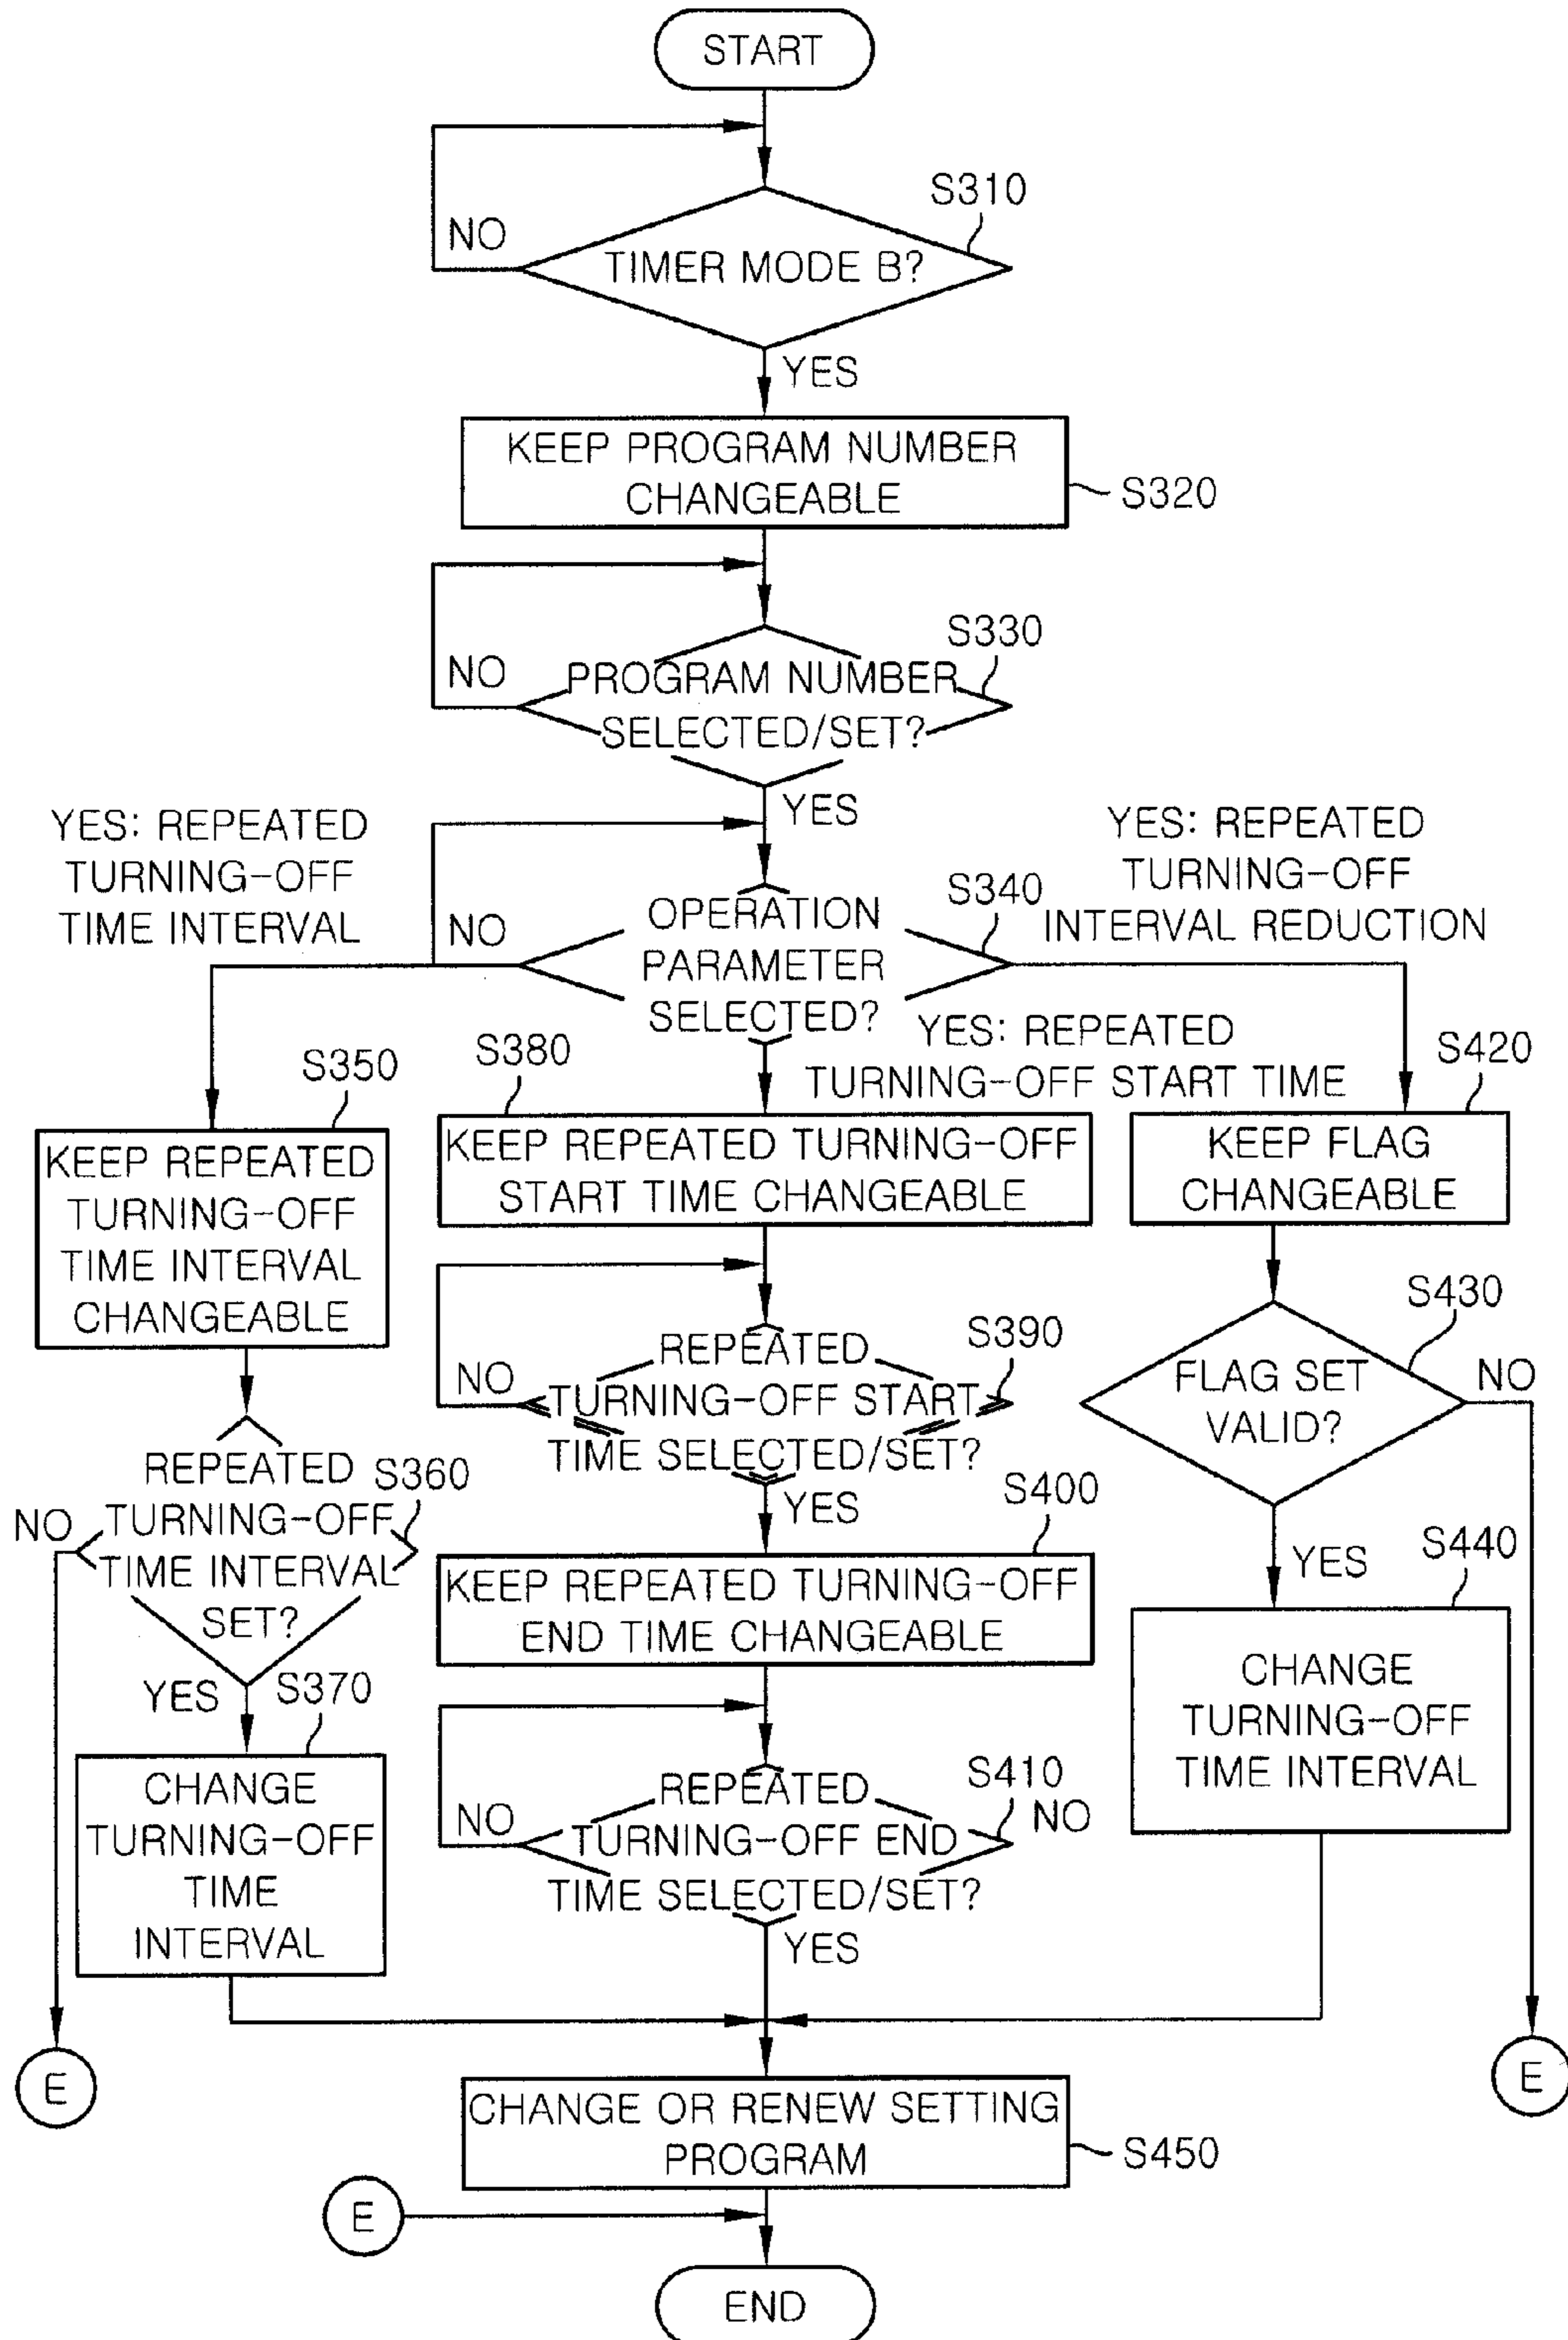 START
S310
NO
TIMER MODE B?
YES
KEEP PROGRAM NUMBER
CHANGEABLE
S320
S330
NO
PROGRAM NUMBER
SELECTED/SET?
YES
YES: REPEATED
TURNING-OFF
TIME INTERVAL
YES: REPEATED
TURNING-OFF
INTERVAL REDUCTION
NO
S340
OPERATION
PARAMETER
SELECTED?
YES: REPEATED
TURNING-OFF START TIME
S350
KEEP REPEATED
TURNING-OFF
TIME INTERVAL
CHANGEABLE
S380
KEEP REPEATED TURNING-OFF
START TIME CHANGEABLE
S420
KEEP FLAG
CHANGEABLE
S390
NO
REPEATED
TURNING-OFF START
TIME SELECTED/SET?
YES
S430
FLAG SET
VALID?
NO
YES
S360
NO
REPEATED
TURNING-OFF
TIME INTERVAL
SET?
YES
S400
KEEP REPEATED TURNING-OFF
END TIME CHANGEABLE
S440
CHANGE
TURNING-OFF
TIME INTERVAL
S370
CHANGE
TURNING-OFF
TIME
INTERVAL
S410
NO
NO
REPEATED
TURNING-OFF END
TIME SELECTED/SET?
YES
E
E
CHANGE OR RENEW SETTING
PROGRAM
S450
E
END